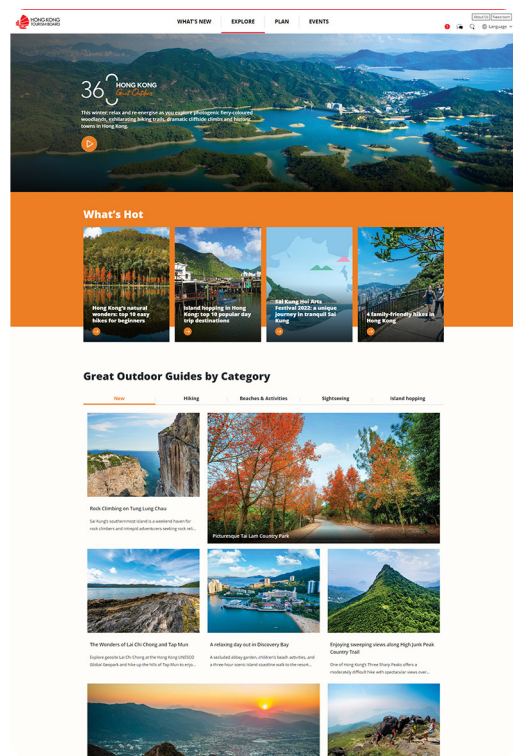 HONG KONG
TOURISM BOARD
WHAT'S NEW
EXPLORE
PLAN
EVENTS
About Us
Newsroom
Language
36
HONG KONG
Great Outdoor
This winter: relax and re-energise as you explore photogenic fiery-coloured
woodlands, exhilarating hiking trails, dramatic cliffside climbs and historic
towns in Hong Kong.
What's Hot
Hong Kong's natural
wonders: top 10 easy
hikes for beginners
Island hopping in Hong
Kong: top 10 popular day
trip destinations
Sai Kung Hoi Arts
Festival 2022: a unique
journey in tranquil Sai
Kung
4 family-friendly hikes in
Hong Kong
Great Outdoor Guides by Category
New
Hiking
Beaches & Activities
Sightseeing
Island hopping
Rock Climbing on Tung Lung Chau
Sai Kung's southernmost island is a weekend haven for
rock climbers and intrepid adventurers seeking rock reli...
Picturesque Tai Lam Country Park
The Wonders of Lai Chi Chong and Tap Mun
Explore people Lai Chi Chong at the Hong Kong UNESCO
Global Geopark and hike up the hills of Tap Mun to enjo...
A relaxing day out in Discovery Bay
A secluded abbey garden, children's beach activities, and
a three-hour scenic island coastline walk to the resort...
Enjoying sweeping views along High Junk Peak
Country Trail
One of Hong Kong's Three Sharp Peaks offers a
moderately difficult hike with spectacular views over...